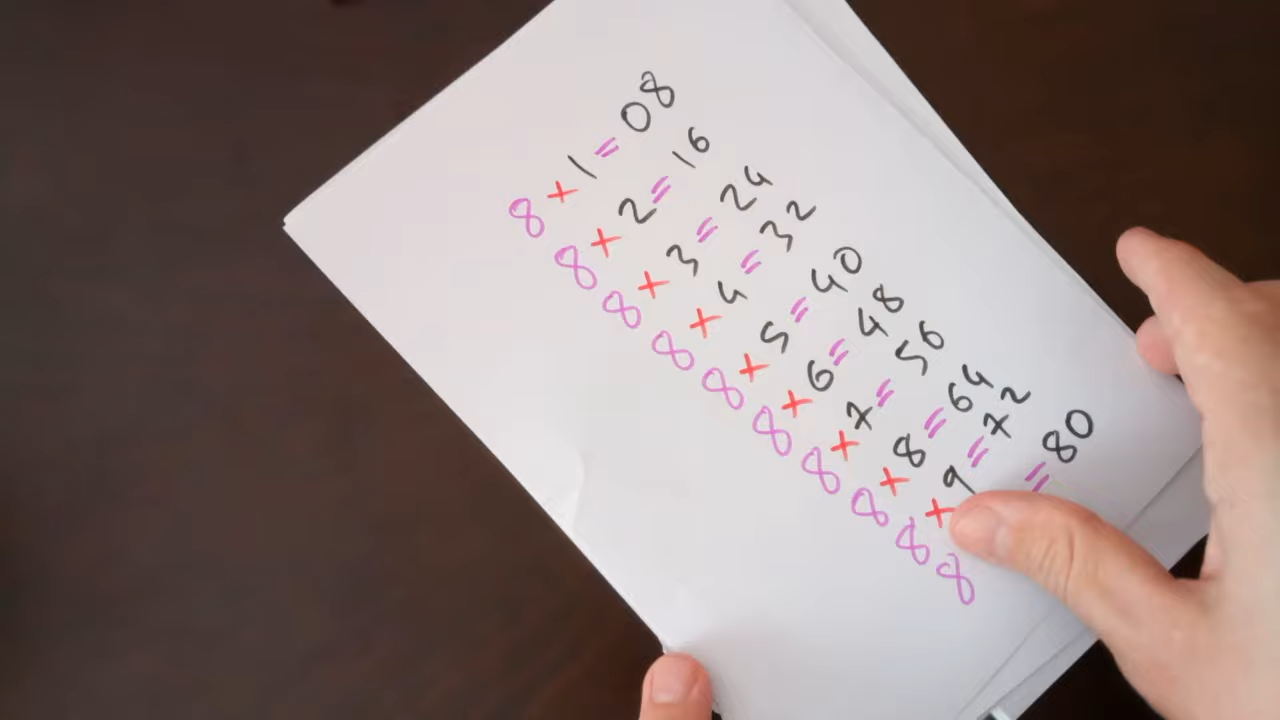 8 × 1 = 08
8 × 2 = 16
8 × 3 = 24
8 × 4 = 32
8 × 5 = 40
8 × 6 = 48
8 × 7 = 56
8 × 8 = 64
8 × 9 = 72
8 = 80